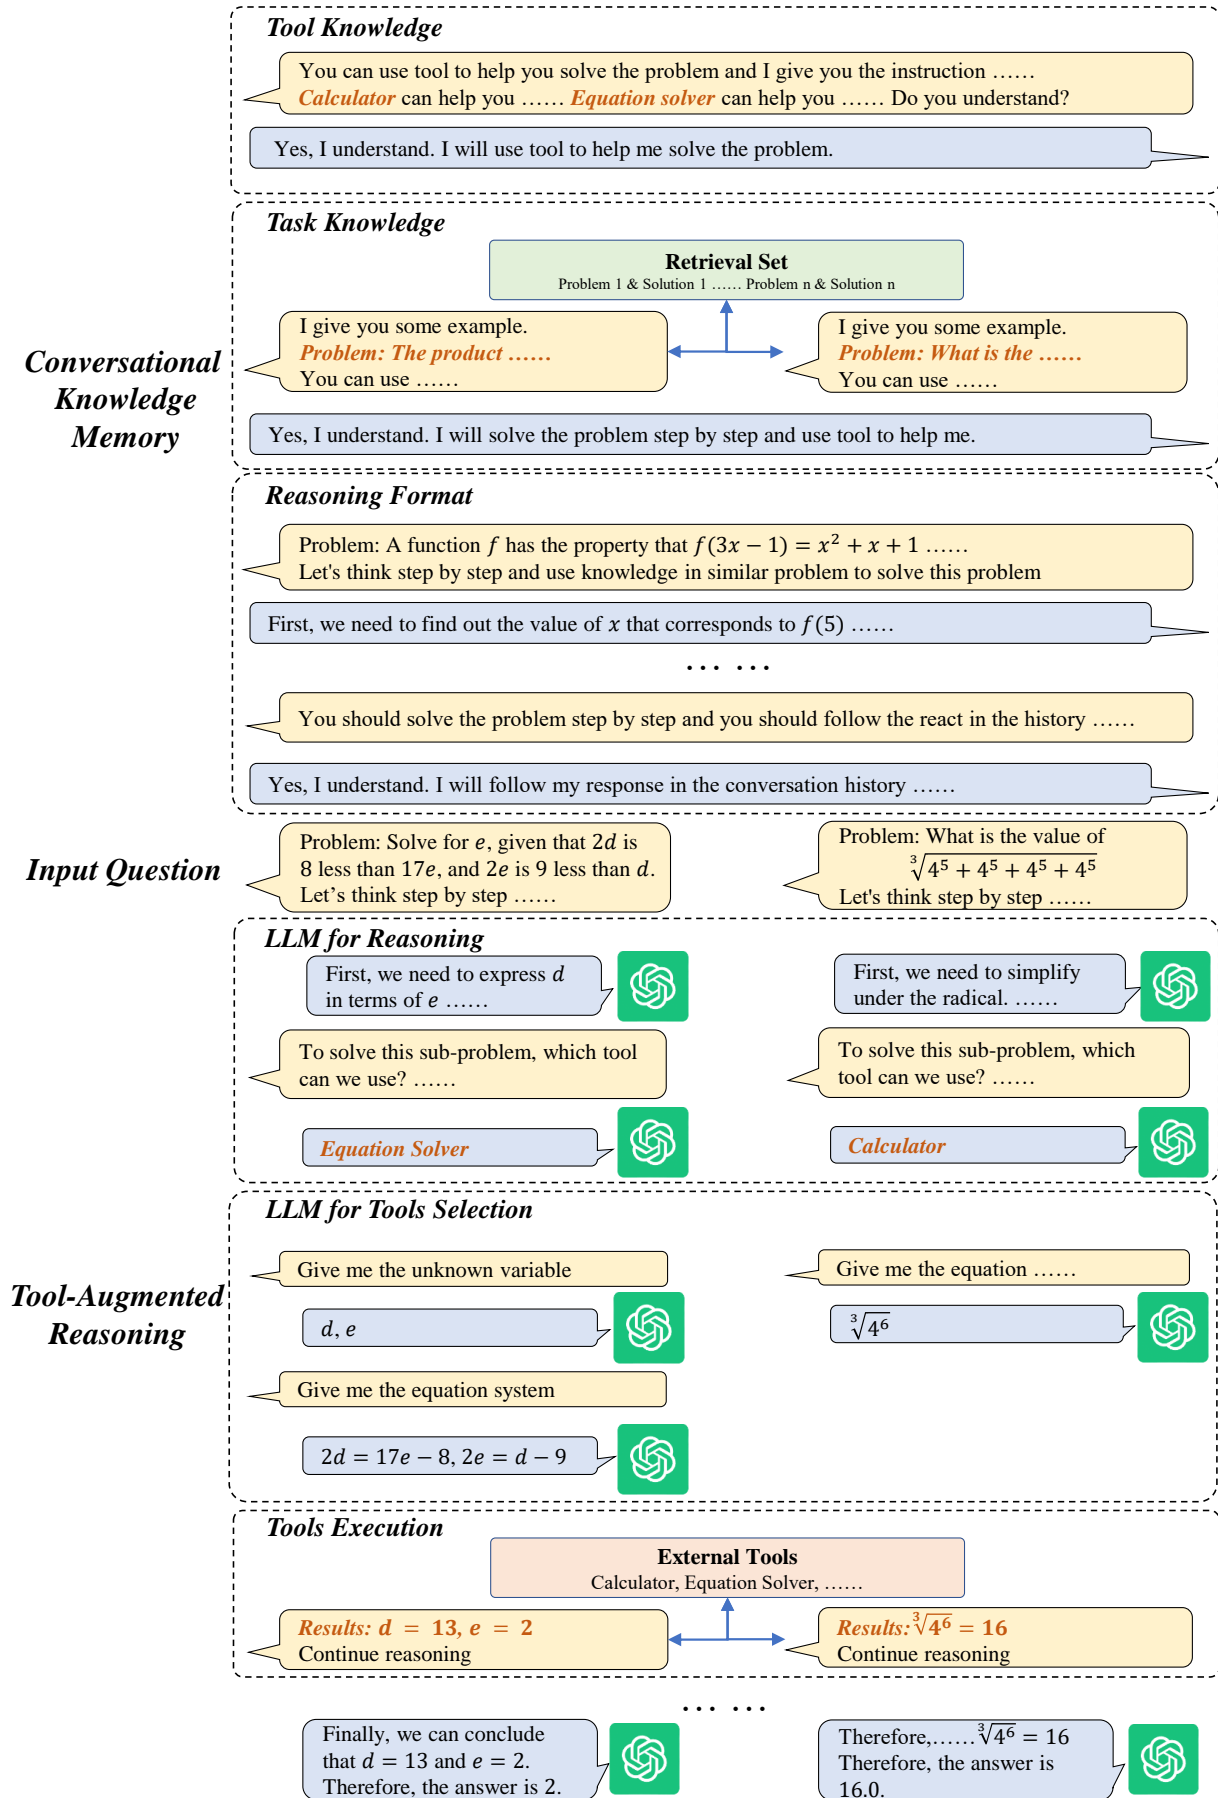 Tool Knowledge
You can use tool to help you solve the problem and I give you the instruction ……
Calculator can help you …… Equation solver can help you …… Do you understand?
Yes, I understand. I will use tool to help me solve the problem.
Task Knowledge
Retrieval Set
Problem 1 & Solution 1 …… Problem n & Solution n
I give you some example.
Problem: The product ……
You can use ……
I give you some example.
Problem: What is the ……
You can use ……
Conversational
Knowledge
Memory
Yes, I understand. I will solve the problem step by step and use tool to help me.
Reasoning Format
Problem: A function f has the property that f(3x − 1) = x² + x + 1 ……
Let's think step by step and use knowledge in similar problem to solve this problem
First, we need to find out the value of x that corresponds to f(5) ……
… …
You should solve the problem step by step and you should follow the react in the history ……
Yes, I understand. I will follow my response in the conversation history ……
Input Question
Problem: Solve for e, given that 2d is
8 less than 17e, and 2e is 9 less than d.
Let’s think step by step ……
Problem: What is the value of
∛(4⁵ + 4⁵ + 4⁵ + 4⁵)
Let's think step by step ……
LLM for Reasoning
First, we need to express d
in terms of e ……
First, we need to simplify
under the radical. ……
To solve this sub-problem, which tool
can we use? ……
To solve this sub-problem, which
tool can we use? ……
Equation Solver
Calculator
Tool-Augmented
Reasoning
LLM for Tools Selection
Give me the unknown variable
Give me the equation ……
d, e
∛4⁶
Give me the equation system
2d = 17e − 8, 2e = d − 9
Tools Execution
External Tools
Calculator, Equation Solver, ……
Results: d = 13, e = 2
Continue reasoning
Results: ∛4⁶ = 16
Continue reasoning
… …
Finally, we can conclude
that d = 13 and e = 2.
Therefore, the answer is 2.
Therefore,…… ∛4⁶ = 16
Therefore, the answer is
16.0.